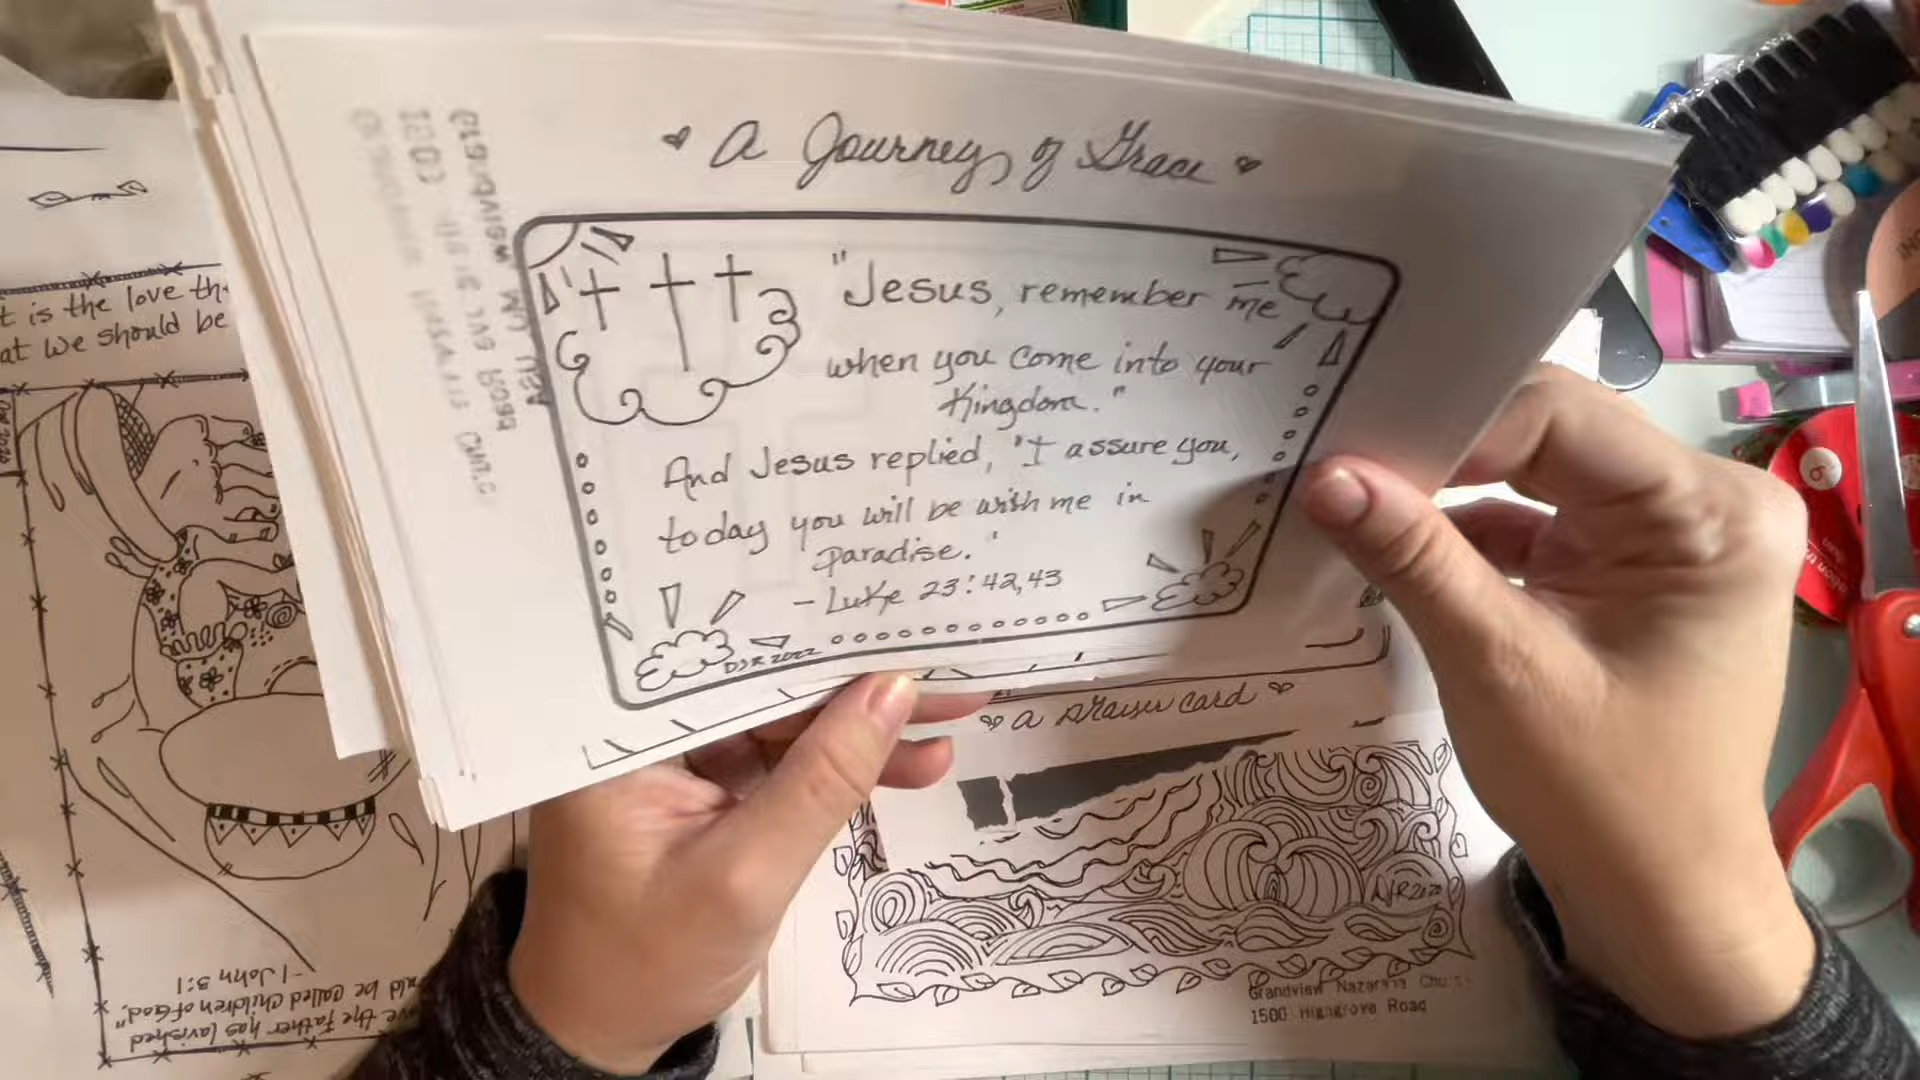 A Journey of Grace
"Jesus, remember me
when you come into your
Kingdom."
And Jesus replied, "I assure you,
today you will be with me in
paradise."
- Luke 23:42,43
DJR 2022
t is the love th
at we should be
ve the father has lavished
uld be called children of God,"
-1 John 3:1
a Praise Card
DJR 2020
Grandview Nazarene Chu
1500 Highgrove Road